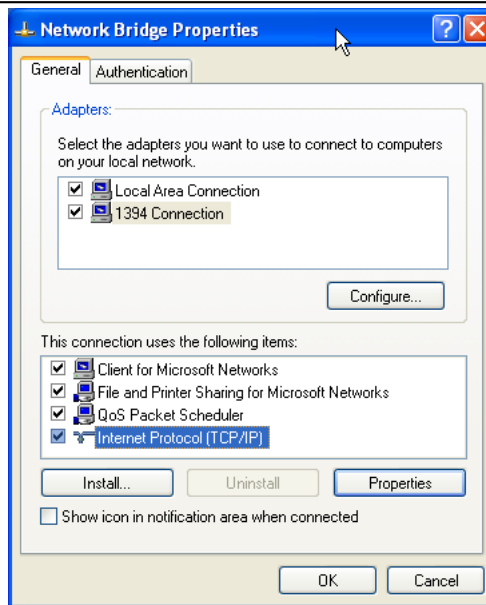 Network Bridge Properties
General Authentication
Adapters:
Select the adapters you want to use to connect to computers
on your local network.
Local Area Connection
1394 Connection
Configure...
This connection uses the following items:
Client for Microsoft Networks
File and Printer Sharing for Microsoft Networks
QoS Packet Scheduler
Internet Protocol (TCP/IP)
Install... Uninstall Properties
Show icon in notification area when connected
OK Cancel